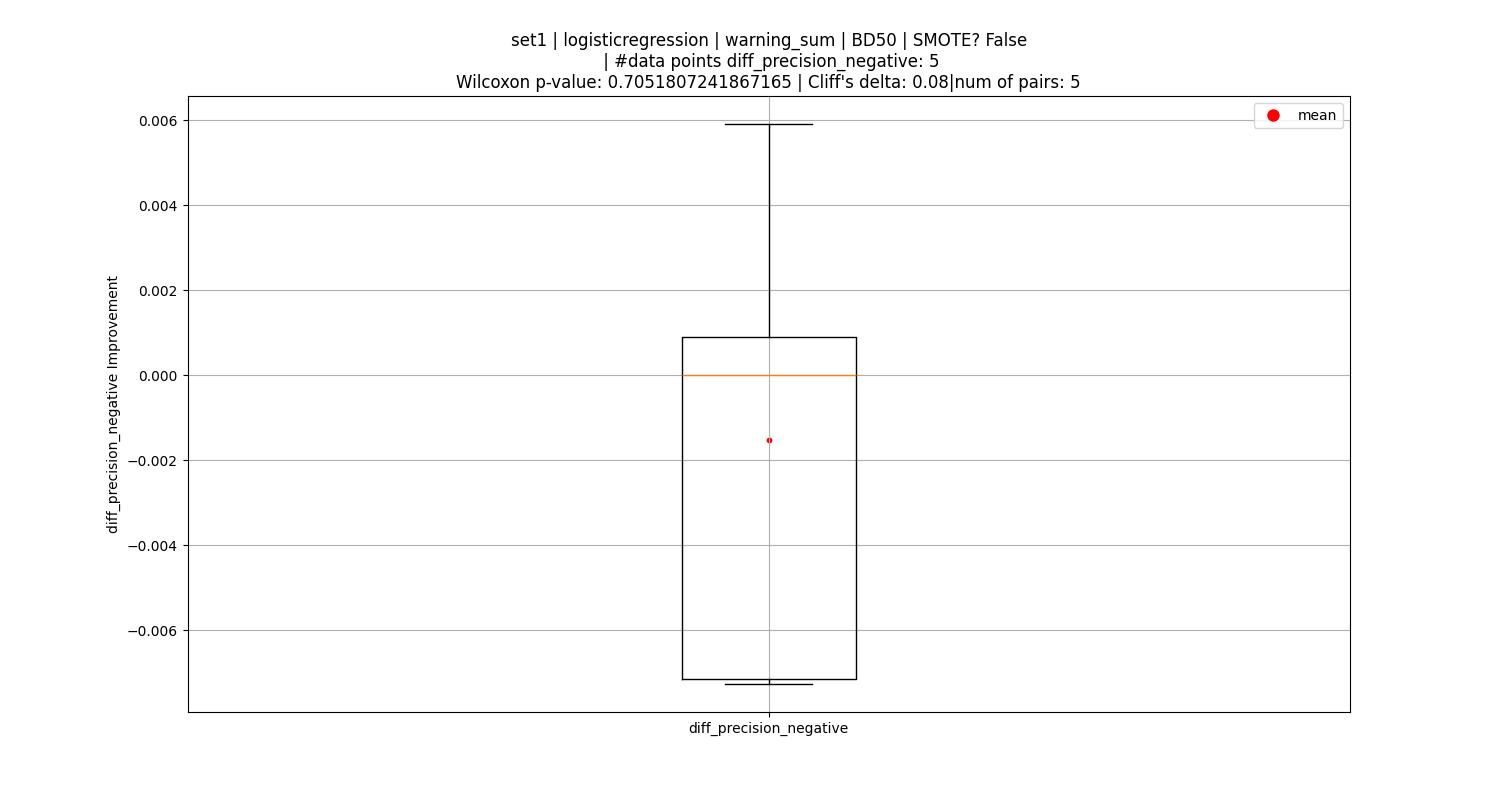 set1 | logisticregression | warning_sum | BD50 | SMOTE? False
| #data points diff_precision_negative: 5
Wilcoxon p-value: 0.7051807241867165 | Cliff's delta: 0.08|num of pairs: 5
mean
0.006
0.004
0.002
0.000
−0.002
−0.004
−0.006
diff_precision_negative Improvement
diff_precision_negative